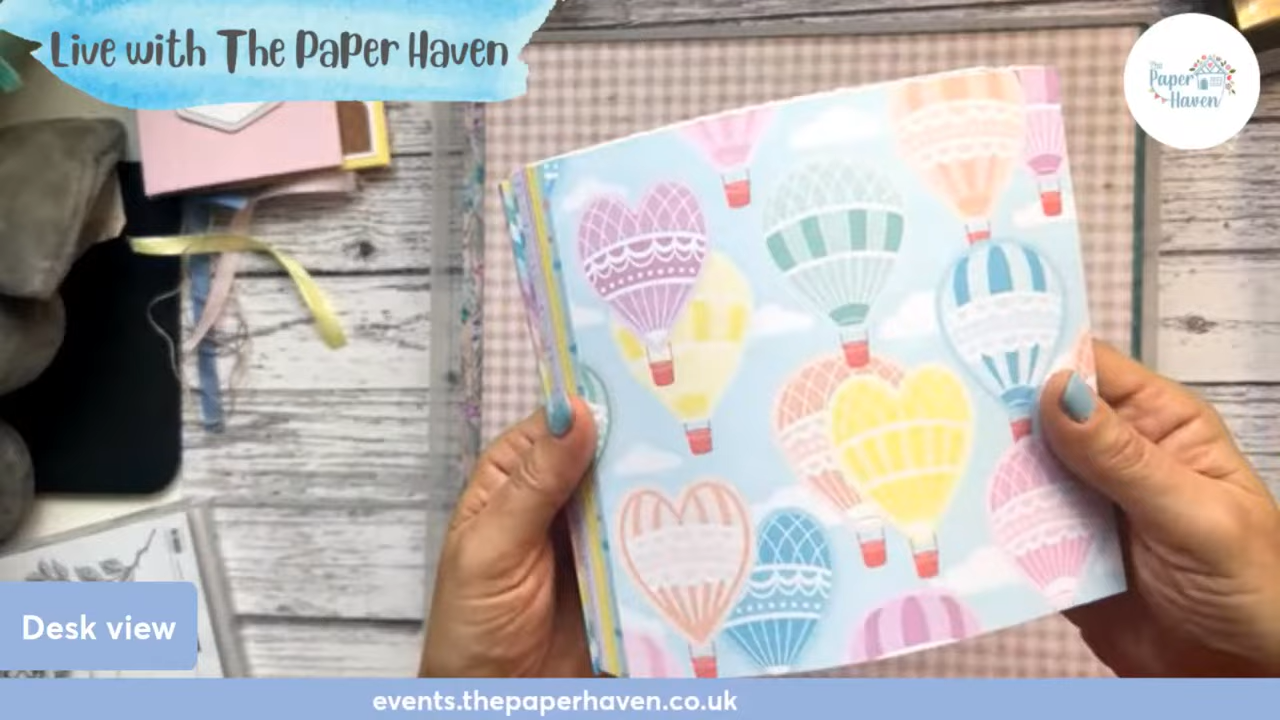 Live with The Paper Haven
The
Paper
Haven
Desk view
events.thepaperhaven.co.uk